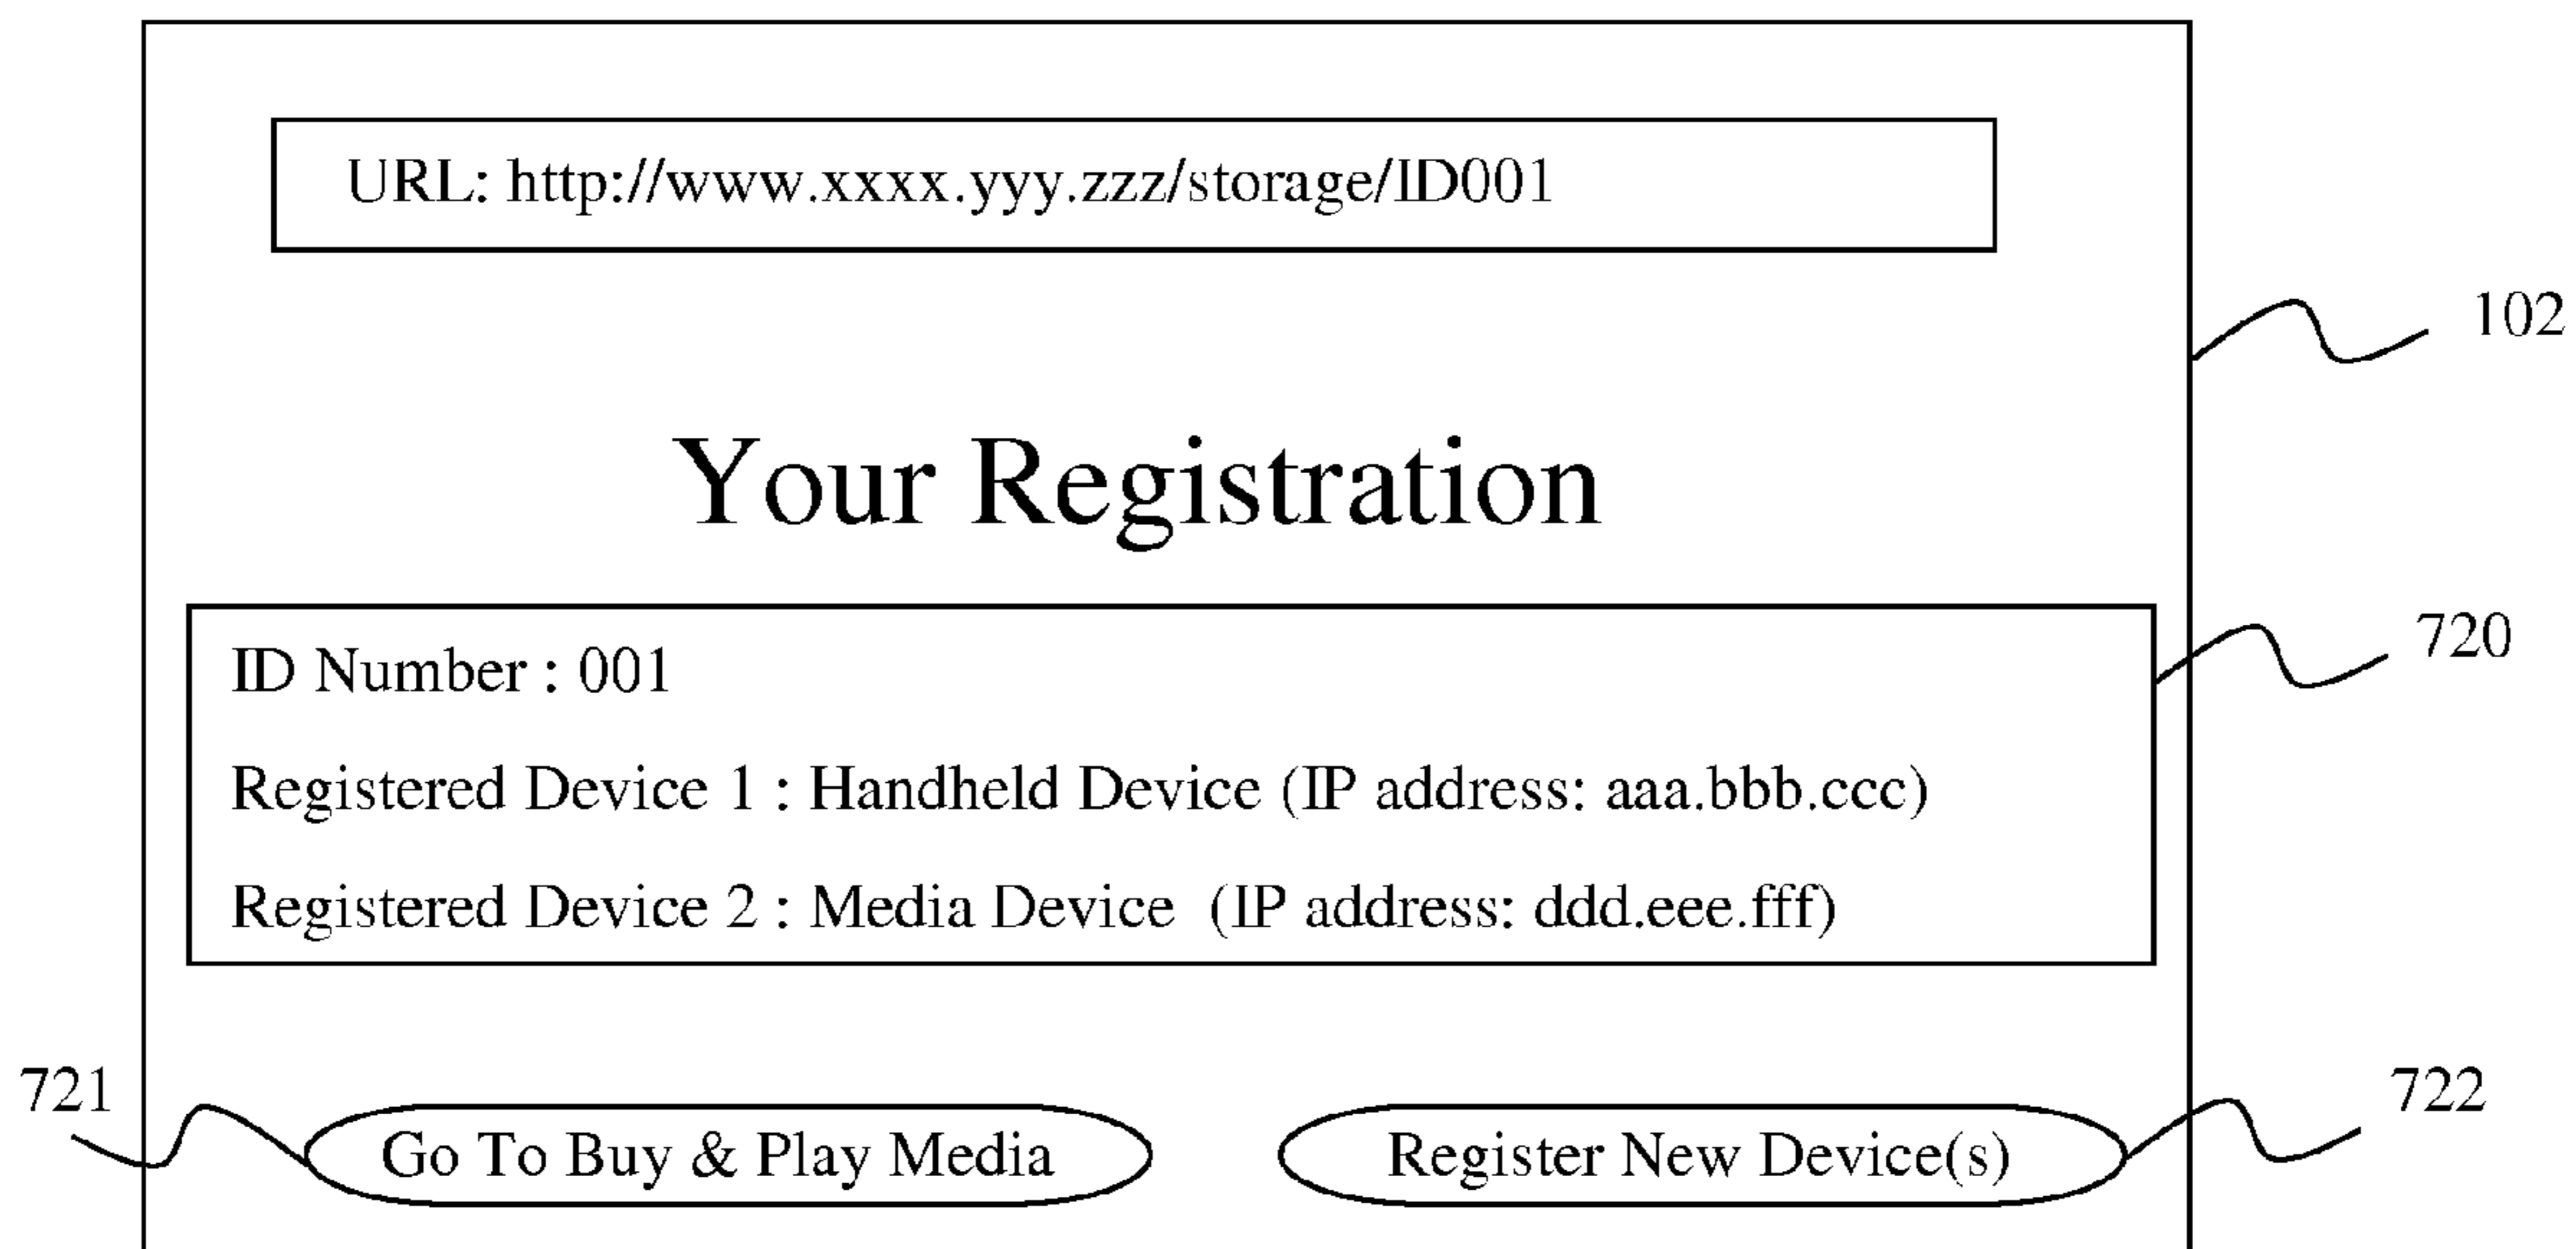 URL: http://www.xxxx.yyy.zzz/storage/ID001
102
Your Registration
720
ID Number : 001
Registered Device 1 : Handheld Device (IP address: aaa.bbb.ccc)
Registered Device 2 : Media Device (IP address: ddd.eee.fff)
721
722
Go To Buy & Play Media
Register New Device(s)